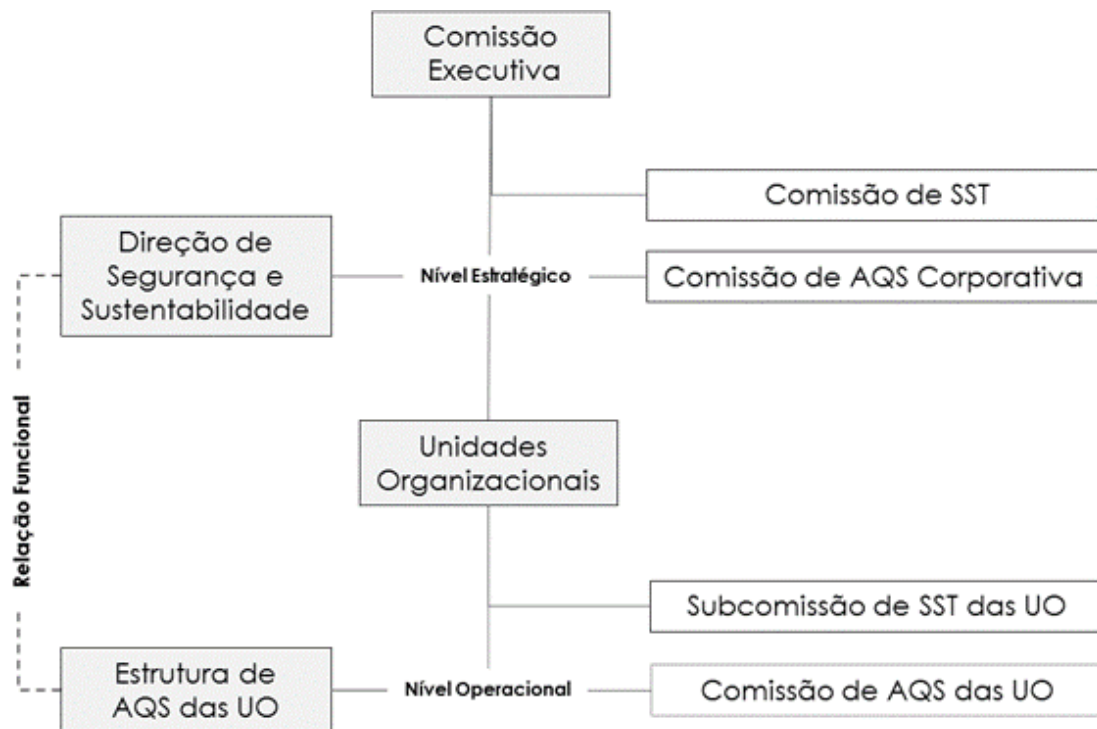 Comissão
Executiva
Comissão de SST
Direção de
Segurança e
Sustentabilidade
Nível Estratégico
Comissão de AQS Corporativa
Relação Funcional
Unidades
Organizacionais
Subcomissão de SST das UO
Estrutura de
AQS das UO
Nível Operacional
Comissão de AQS das UO